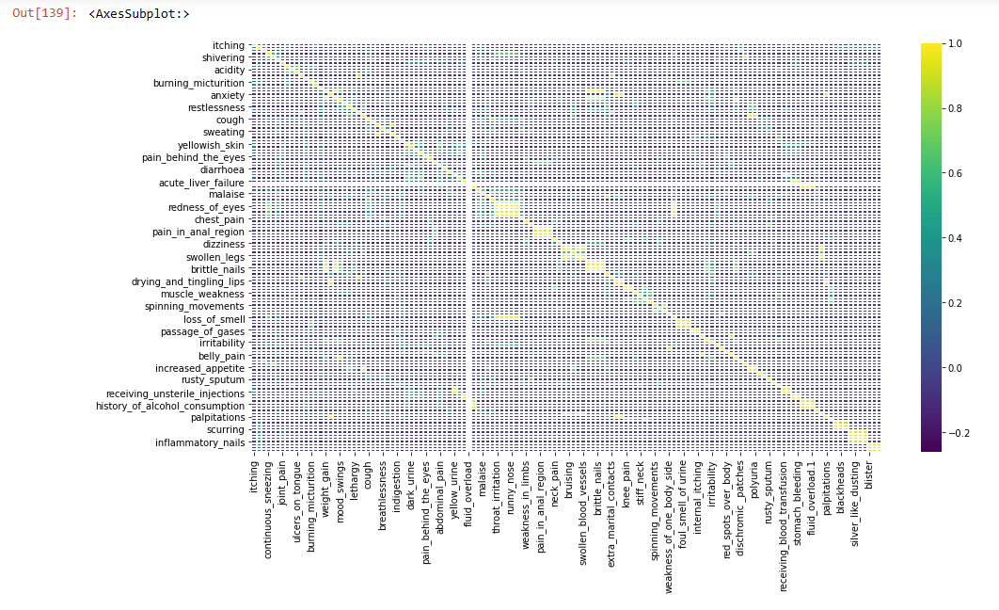 Out[139]: <AxesSubplot:>
itching
shivering
acidity
burning_micturition
anxiety
restlessness
cough
sweating
yellowish_skin
pain_behind_the_eyes
diarrhoea
acute_liver_failure
malaise
redness_of_eyes
chest_pain
pain_in_anal_region
dizziness
swollen_legs
brittle_nails
drying_and_tingling_lips
muscle_weakness
spinning_movements
loss_of_smell
passage_of_gases
irritability
belly_pain
increased_appetite
rusty_sputum
receiving_unsterile_injections
history_of_alcohol_consumption
palpitations
scurring
inflammatory_nails
itching
continuous_sneezing
joint_pain
ulcers_on_tongue
burning_micturition
weight_gain
mood_swings
lethargy
cough
breathlessness
indigestion
dark_urine
pain_behind_the_eyes
abdominal_pain
yellow_urine
fluid_overload
malaise
throat_irritation
runny_nose
weakness_in_limbs
pain_in_anal_region
neck_pain
bruising
swollen_blood_vessels
brittle_nails
extra_marital_contacts
knee_pain
stiff_neck
spinning_movements
weakness_of_one_body_side
foul_smell_of urine
internal_itching
irritability
red_spots_over_body
dischromic _patches
polyuria
rusty_sputum
receiving_blood_transfusion
stomach_bleeding
fluid_overload.1
palpitations
blackheads
silver_like_dusting
blister
1.0
0.8
0.6
0.4
0.2
0.0
−0.2